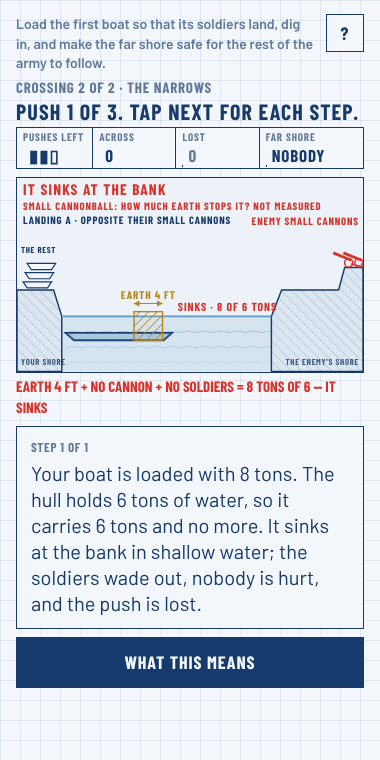 Load the first boat so that its soldiers land, dig
in, and make the far shore safe for the rest of the
army to follow.
?
CROSSING 2 OF 2 · THE NARROWS
PUSH 1 OF 3. TAP NEXT FOR EACH STEP.
PUSHES LEFT
ACROSS
0
LOST
0
FAR SHORE
NOBODY
IT SINKS AT THE BANK
SMALL CANNONBALL: HOW MUCH EARTH STOPS IT? NOT MEASURED
LANDING A · OPPOSITE THEIR SMALL CANNONS
ENEMY SMALL CANNONS
THE REST
EARTH 4 FT
SINKS · 8 OF 6 TONS
YOUR SHORE
THE ENEMY'S SHORE
EARTH 4 FT + NO CANNON + NO SOLDIERS = 8 TONS OF 6 – IT
SINKS
STEP 1 OF 1
Your boat is loaded with 8 tons. The
hull holds 6 tons of water, so it
carries 6 tons and no more. It sinks
at the bank in shallow water; the
soldiers wade out, nobody is hurt,
and the push is lost.
WHAT THIS MEANS